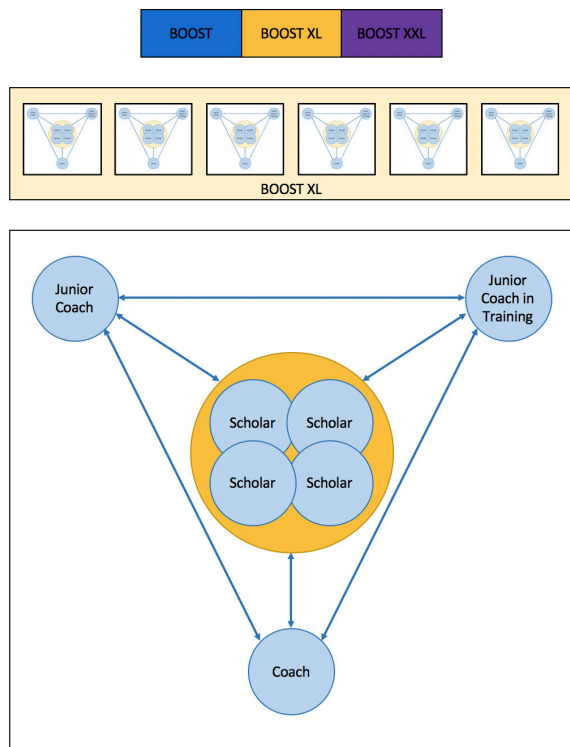 BOOST
BOOST XL
BOOST XXL
BOOST XL
Junior
Coach
Junior
Coach in
Training
Scholar
Scholar
Scholar
Scholar
Coach